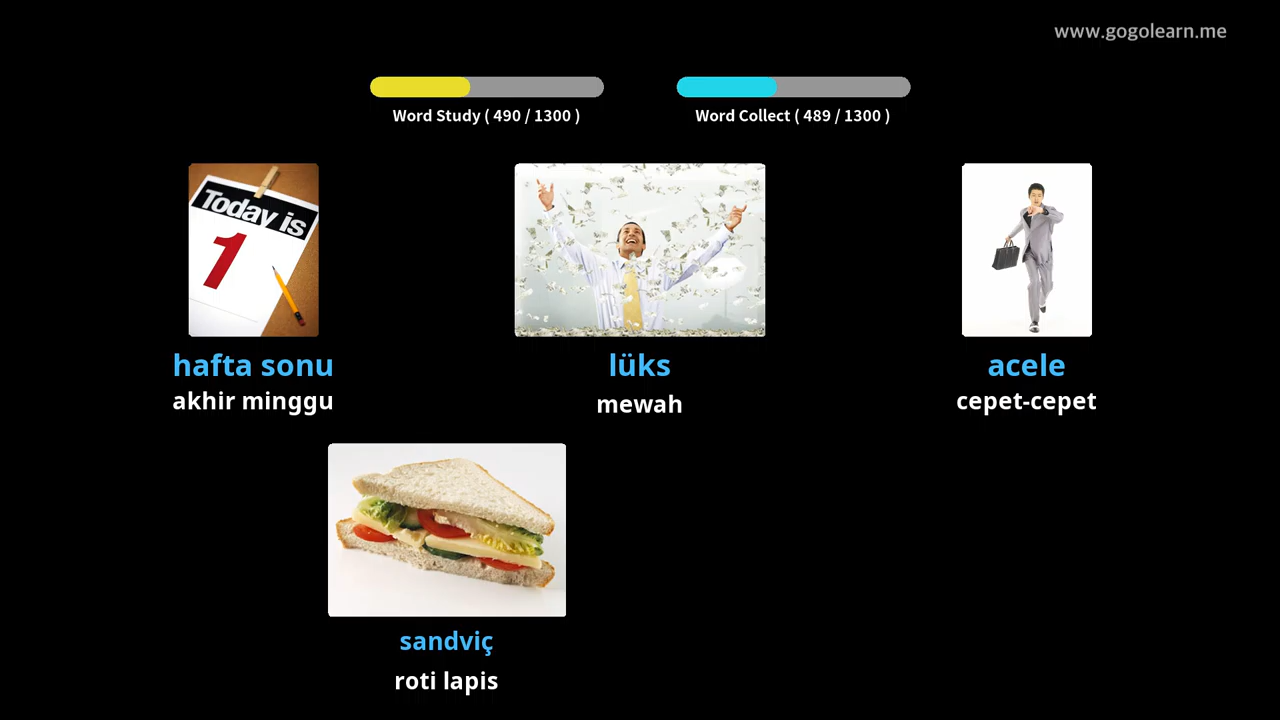 www.gogolearn.me
Word Study ( 490 / 1300 )
Word Collect ( 489 / 1300 )
Today is
1
hafta sonu
akhir minggu
lüks
mewah
acele
cepet-cepet
sandviç
roti lapis